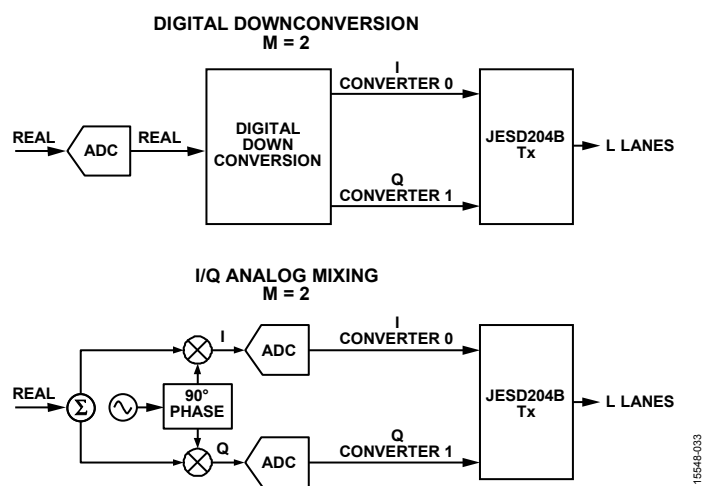 DIGITAL DOWNCONVERSION
M = 2
I
CONVERTER 0
REAL
ADC
REAL
DIGITAL
DOWN
CONVERSION
JESD204B
Tx
L LANES
Q
CONVERTER 1
I/Q ANALOG MIXING
M = 2
I
ADC
I
CONVERTER 0
REAL
Σ
90°
PHASE
JESD204B
Tx
L LANES
Q
ADC
Q
CONVERTER 1
15548-033